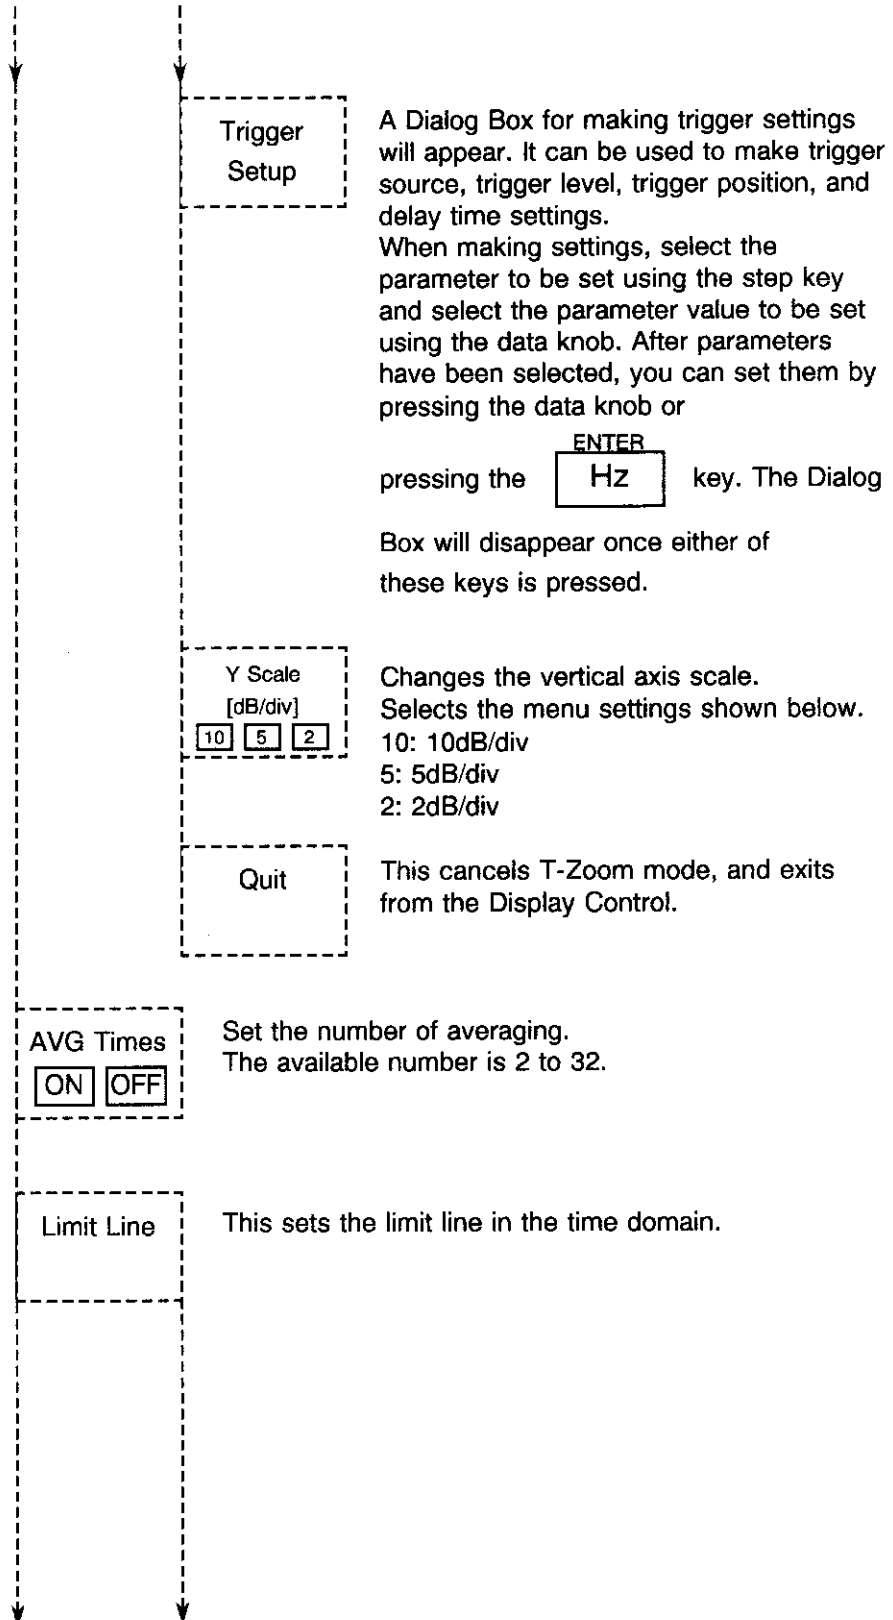 Trigger
Setup
A Dialog Box for making trigger settings
will appear. It can be used to make trigger
source, trigger level, trigger position, and
delay time settings.
When making settings, select the
parameter to be set using the step key
and select the parameter value to be set
using the data knob. After parameters
have been selected, you can set them by
pressing the data knob or
ENTER
pressing the Hz key. The Dialog
Box will disappear once either of
these keys is pressed.
Y Scale
[dB/div]
10 5 2
Changes the vertical axis scale.
Selects the menu settings shown below.
10: 10dB/div
5: 5dB/div
2: 2dB/div
Quit
This cancels T-Zoom mode, and exits
from the Display Control.
AVG Times
ON OFF
Set the number of averaging.
The available number is 2 to 32.
Limit Line
This sets the limit line in the time domain.